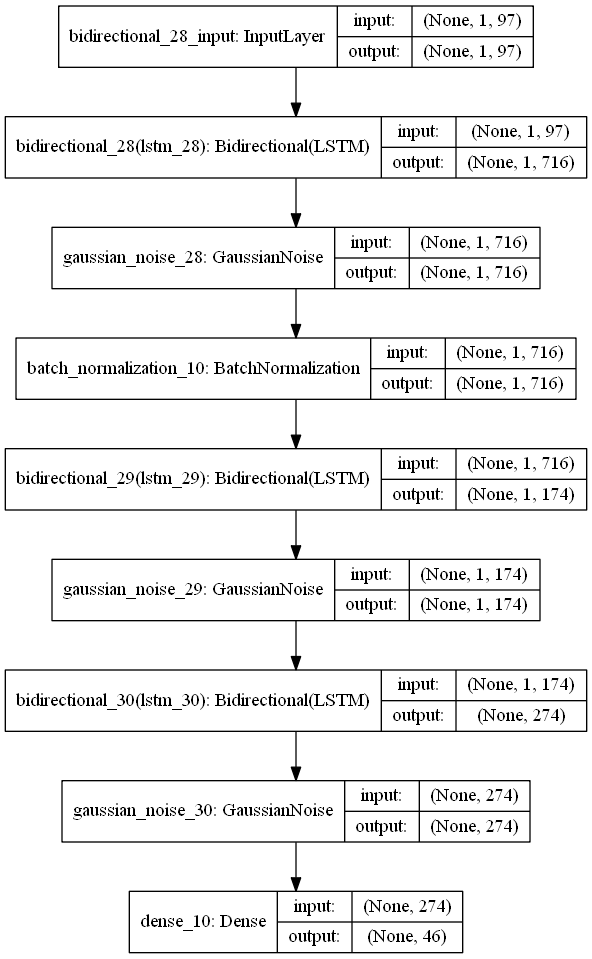 bidirectional_28_input: InputLayer
input: (None, 1, 97)
output: (None, 1, 97)
bidirectional_28(lstm_28): Bidirectional(LSTM)
input: (None, 1, 97)
output: (None, 1, 716)
gaussian_noise_28: GaussianNoise
input: (None, 1, 716)
output: (None, 1, 716)
batch_normalization_10: BatchNormalization
input: (None, 1, 716)
output: (None, 1, 716)
bidirectional_29(lstm_29): Bidirectional(LSTM)
input: (None, 1, 716)
output: (None, 1, 174)
gaussian_noise_29: GaussianNoise
input: (None, 1, 174)
output: (None, 1, 174)
bidirectional_30(lstm_30): Bidirectional(LSTM)
input: (None, 1, 174)
output: (None, 274)
gaussian_noise_30: GaussianNoise
input: (None, 274)
output: (None, 274)
dense_10: Dense
input: (None, 274)
output: (None, 46)